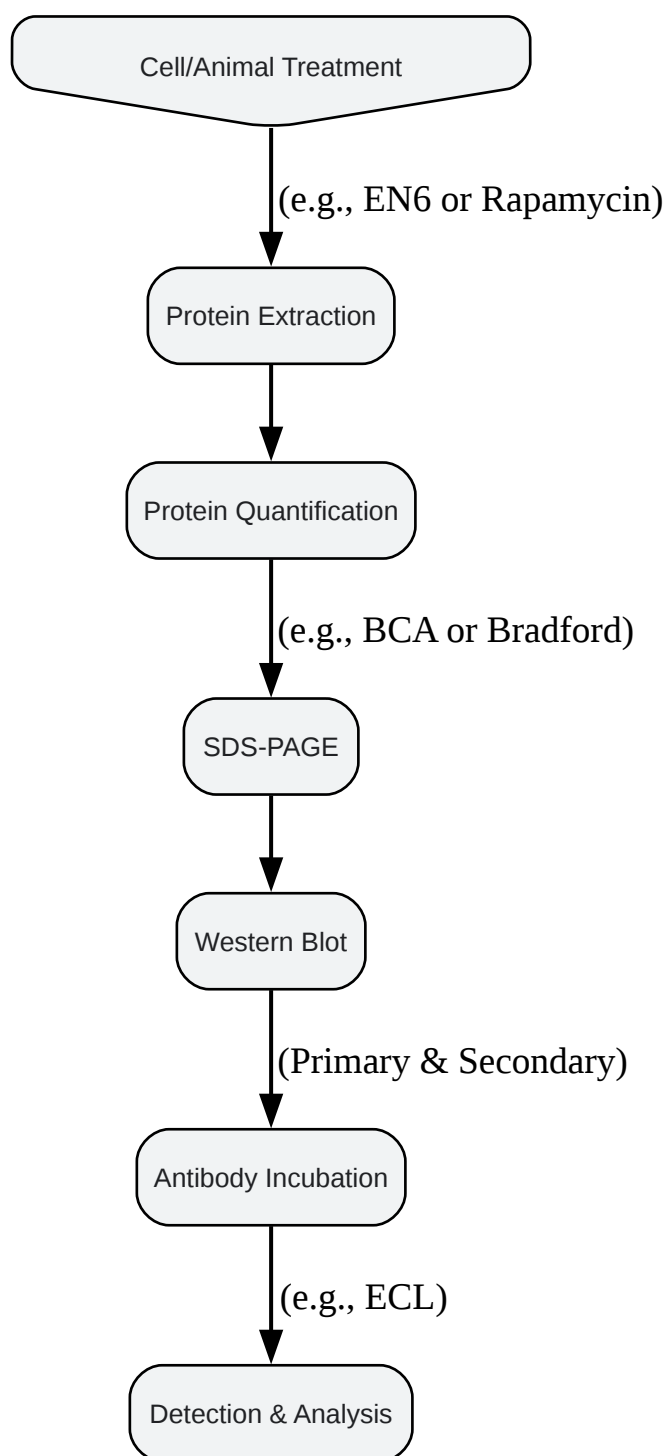 Cell/Animal Treatment
(e.g., EN6 or Rapamycin)
Protein Extraction
Protein Quantification
(e.g., BCA or Bradford)
SDS-PAGE
Western Blot
(Primary & Secondary)
Antibody Incubation
(e.g., ECL)
Detection & Analysis